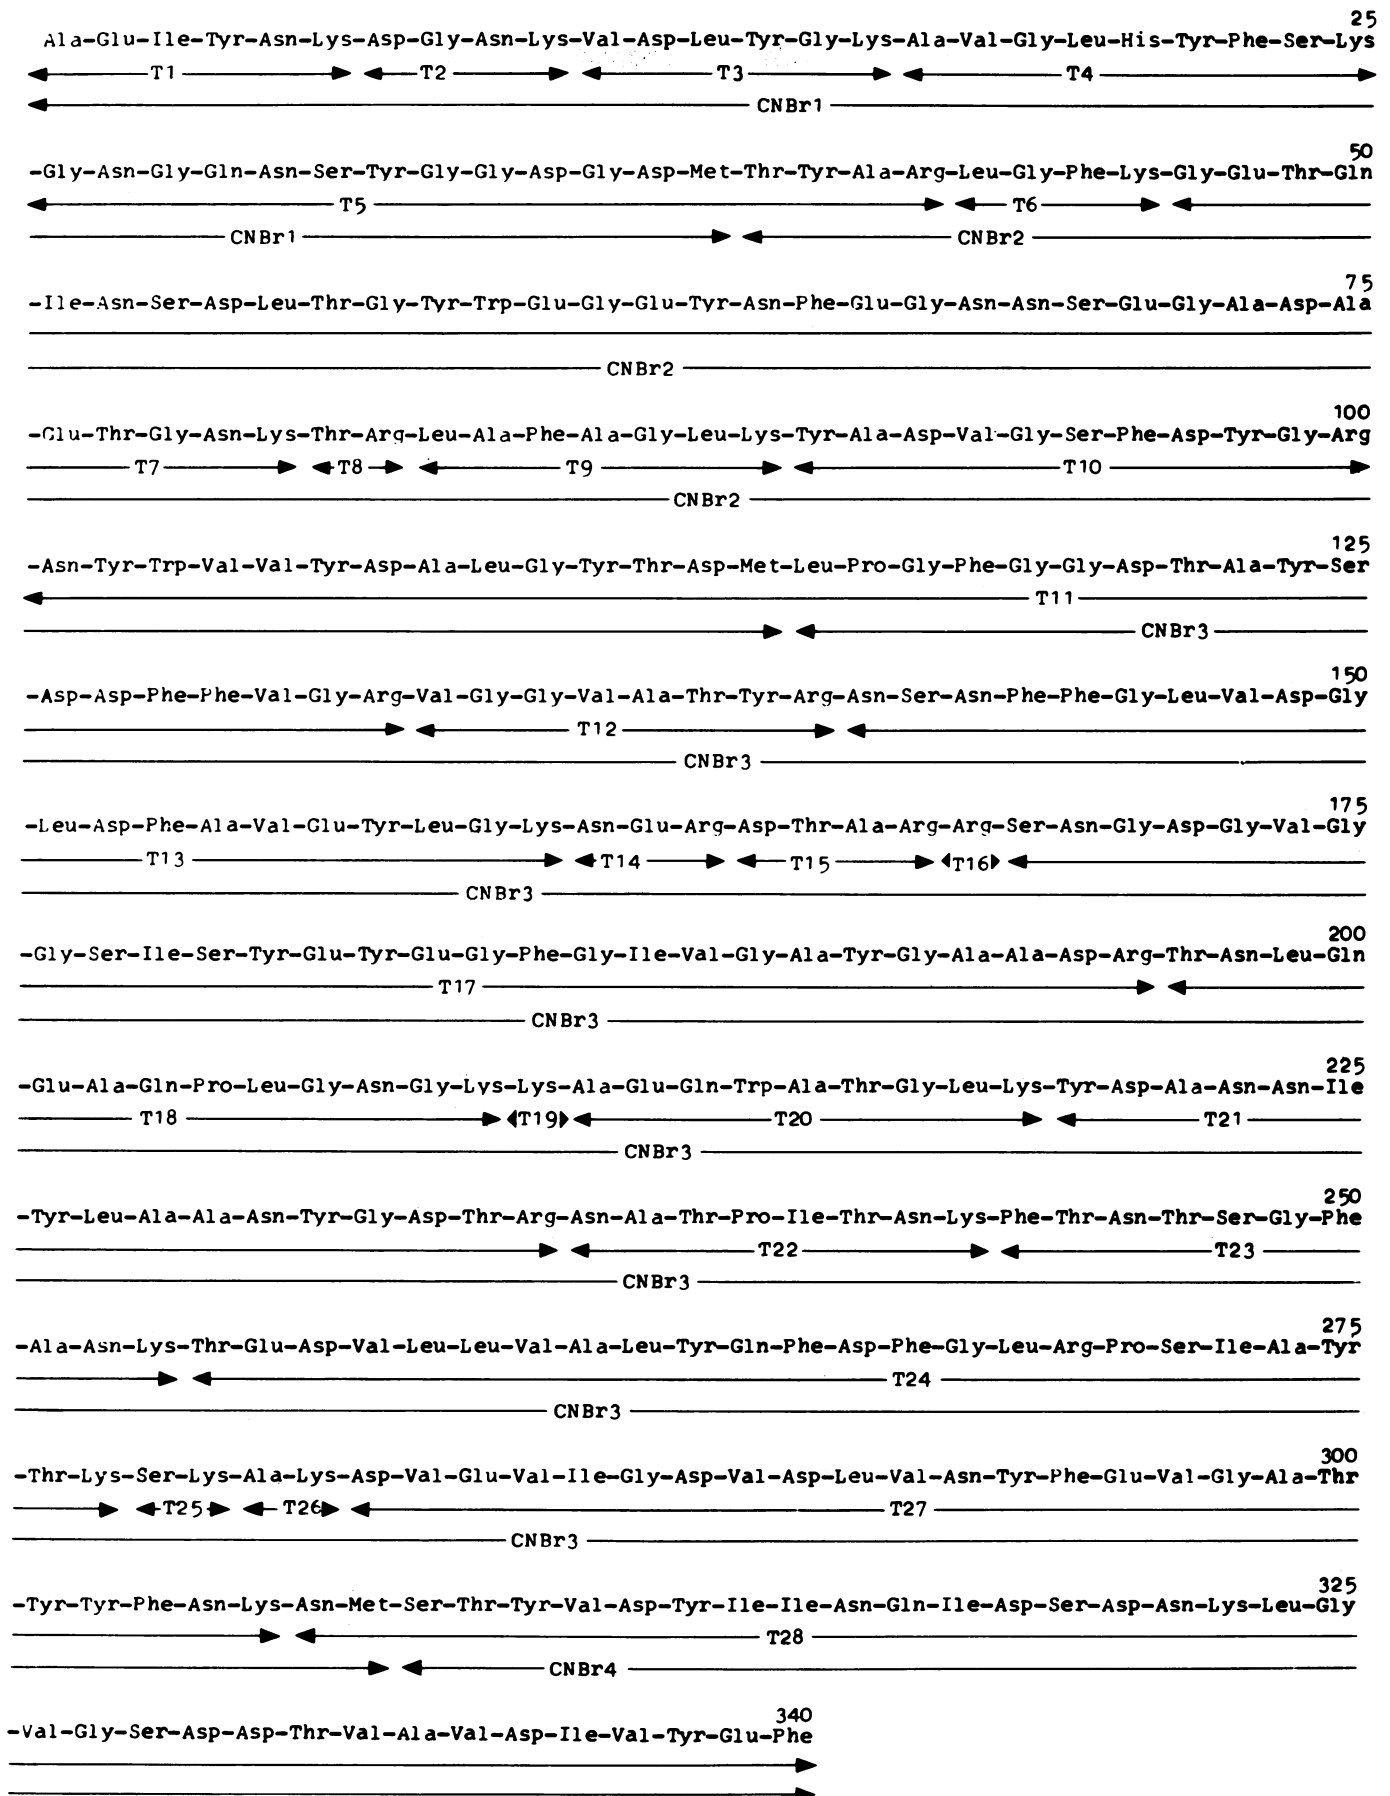 25
Ala-Glu-Ile-Tyr-Asn-Lys-Asp-Gly-Asn-Lys-Val-Asp-Leu-Tyr-Gly-Lys-Ala-Val-Gly-Leu-His-Tyr-Phe-Ser-Lys
T1 T2 T3 T4
CNBr1
50
-Gly-Asn-Gly-Gln-Asn-Ser-Tyr-Gly-Gly-Asp-Gly-Asp-Met-Thr-Tyr-Ala-Arg-Leu-Gly-Phe-Lys-Gly-Glu-Thr-Gln
T5 T6
CNBr1 CNBr2
75
-Ile-Asn-Ser-Asp-Leu-Thr-Gly-Tyr-Trp-Glu-Gly-Glu-Tyr-Asn-Phe-Glu-Gly-Asn-Asn-Ser-Glu-Gly-Ala-Asp-Ala
CNBr2
100
-Glu-Thr-Gly-Asn-Lys-Thr-Arg-Leu-Ala-Phe-Ala-Gly-Leu-Lys-Tyr-Ala-Asp-Val-Gly-Ser-Phe-Asp-Tyr-Gly-Arg
T7 T8 T9 T10
CNBr2
125
-Asn-Tyr-Trp-Val-Val-Tyr-Asp-Ala-Leu-Gly-Tyr-Thr-Asp-Met-Leu-Pro-Gly-Phe-Gly-Gly-Asp-Thr-Ala-Tyr-Ser
T11
CNBr3
150
-Asp-Asp-Phe-Phe-Val-Gly-Arg-Val-Gly-Gly-Val-Ala-Thr-Tyr-Arg-Asn-Ser-Asn-Phe-Phe-Gly-Leu-Val-Asp-Gly
T12
CNBr3
175
-Leu-Asp-Phe-Ala-Val-Glu-Tyr-Leu-Gly-Lys-Asn-Glu-Arg-Asp-Thr-Ala-Arg-Arg-Ser-Asn-Gly-Asp-Gly-Val-Gly
T13 T14 T15 T16
CNBr3
200
-Gly-Ser-Ile-Ser-Tyr-Glu-Tyr-Glu-Gly-Phe-Gly-Ile-Val-Gly-Ala-Tyr-Gly-Ala-Ala-Asp-Arg-Thr-Asn-Leu-Gln
T17
CNBr3
225
-Glu-Ala-Gln-Pro-Leu-Gly-Asn-Gly-Lys-Lys-Ala-Glu-Gln-Trp-Ala-Thr-Gly-Leu-Lys-Tyr-Asp-Ala-Asn-Asn-Ile
T18 T19 T20 T21
CNBr3
250
-Tyr-Leu-Ala-Ala-Asn-Tyr-Gly-Asp-Thr-Arg-Asn-Ala-Thr-Pro-Ile-Thr-Asn-Lys-Phe-Thr-Asn-Thr-Ser-Gly-Phe
T22 T23
CNBr3
275
-Ala-Asn-Lys-Thr-Glu-Asp-Val-Leu-Leu-Val-Ala-Leu-Tyr-Gln-Phe-Asp-Phe-Gly-Leu-Arg-Pro-Ser-Ile-Ala-Tyr
T24
CNBr3
300
-Thr-Lys-Ser-Lys-Ala-Lys-Asp-Val-Glu-Val-Ile-Gly-Asp-Val-Asp-Leu-Val-Asn-Tyr-Phe-Glu-Val-Gly-Ala-Thr
T25 T26 T27
CNBr3
325
-Tyr-Tyr-Phe-Asn-Lys-Asn-Met-Ser-Thr-Tyr-Val-Asp-Tyr-Ile-Ile-Asn-Gln-Ile-Asp-Ser-Asp-Asn-Lys-Leu-Gly
T28
CNBr4
340
-Val-Gly-Ser-Asp-Asp-Thr-Val-Ala-Val-Asp-Ile-Val-Tyr-Glu-Phe